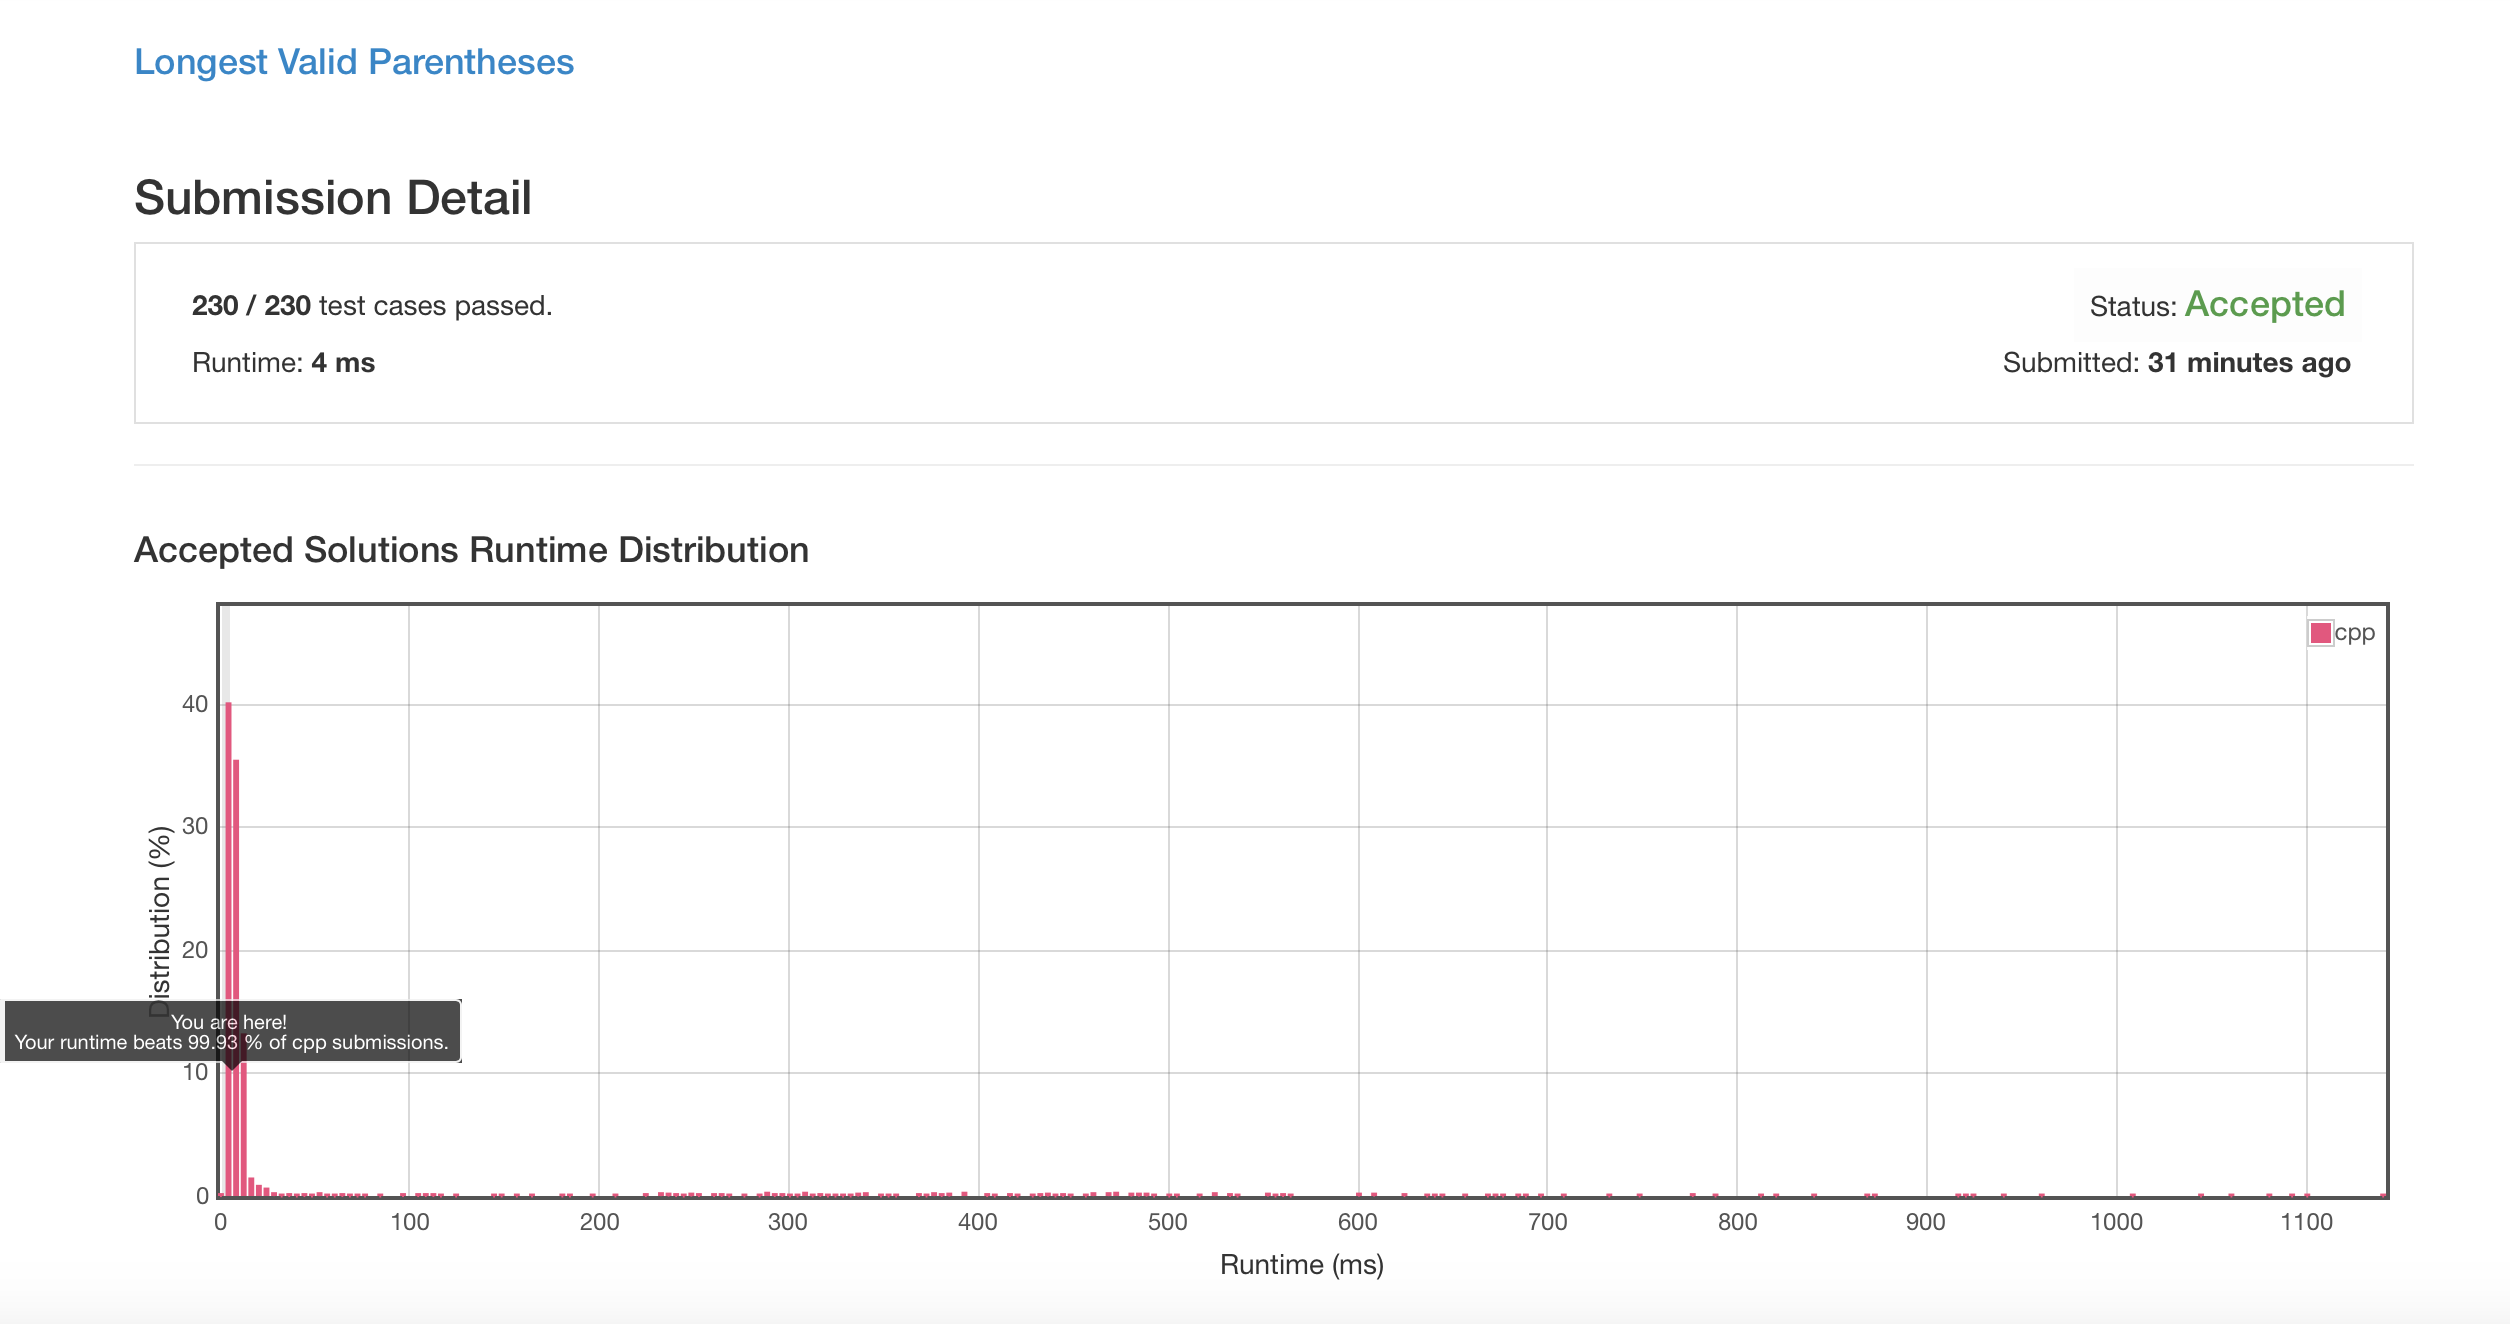 Longest Valid Parentheses
Submission Detail
230 / 230 test cases passed.
Status: Accepted
Runtime: 4 ms
Submitted: 31 minutes ago
Accepted Solutions Runtime Distribution
cpp
40
30
20
10
0
Distribution (%)
You are here!
Your runtime beats 99.93 % of cpp submissions.
0 100 200 300 400 500 600 700 800 900 1000 1100
Runtime (ms)